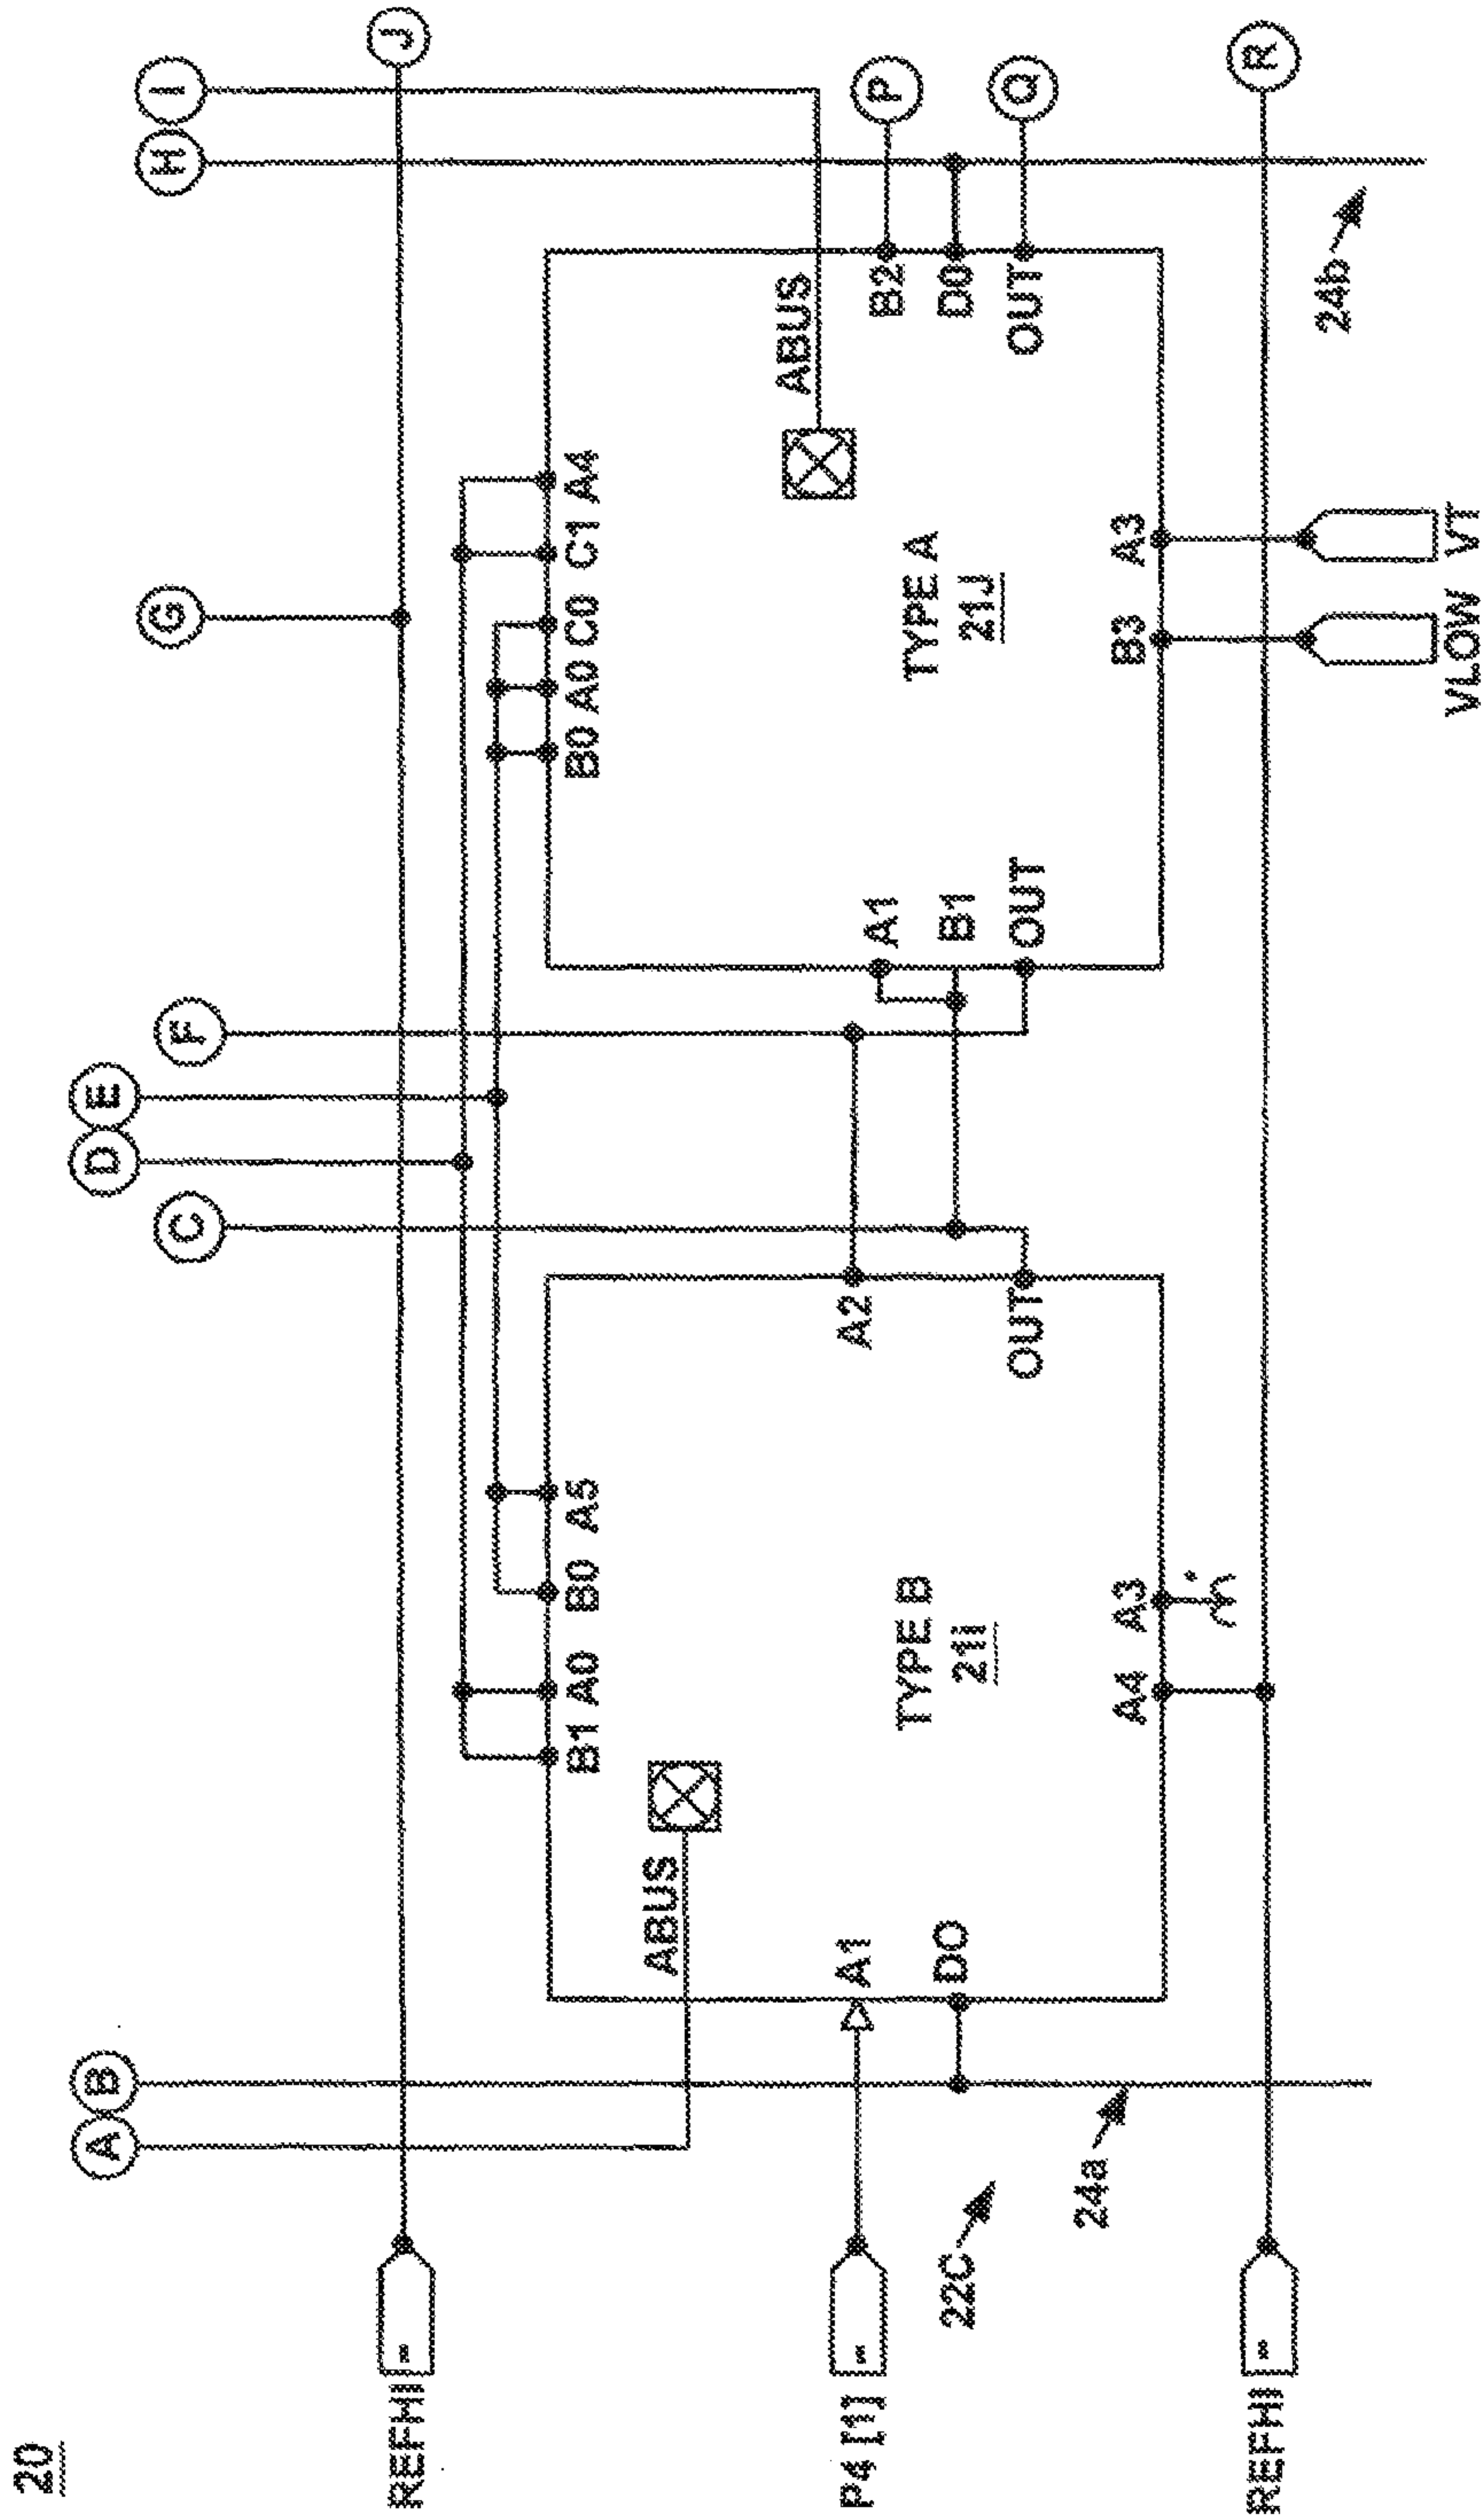 20
A
B
C
D
E
F
G
H
I
J
REFHI
ABUS
B1 A0
B0 A5
B0 A0 C0 C1 A4
ABUS
P4 [1]
A1
A2
A1
B2
TYPE B
TYPE A
P
22C
DO
21i
B1
21J
D0
OUT
OUT
OUT
Q
24a
A4 A3
B3 A3
REFHI
R
24b
VLOW VT